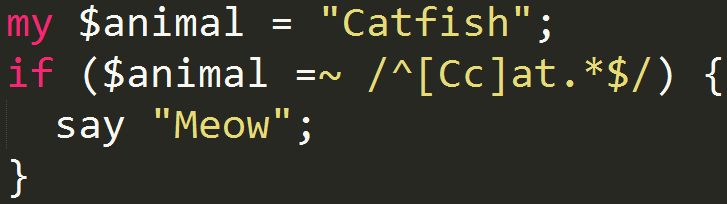 my $animal = "Catfish";
if ($animal =~ /^[Cc]at.*$/) {
  say "Meow";
}